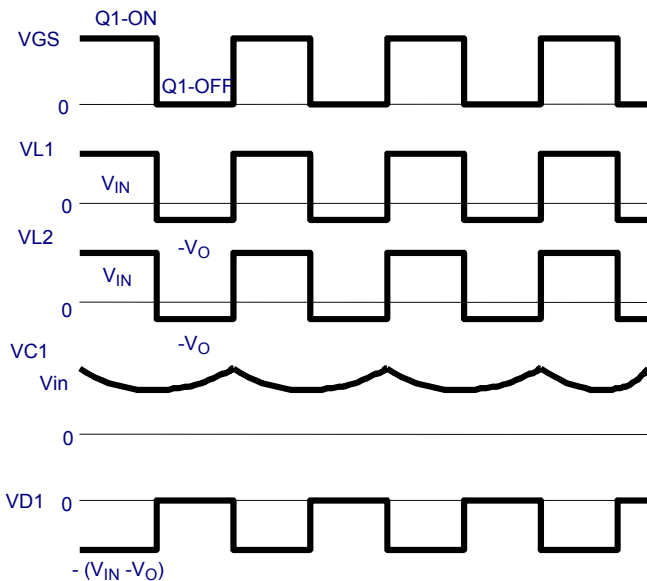 Q1-ON
VGS
Q1-OFF
0
VL1
VIN
0
VL2
-VO
VIN
0
-VO
VC1
Vin
0
0
VD1
- (VIN -VO)